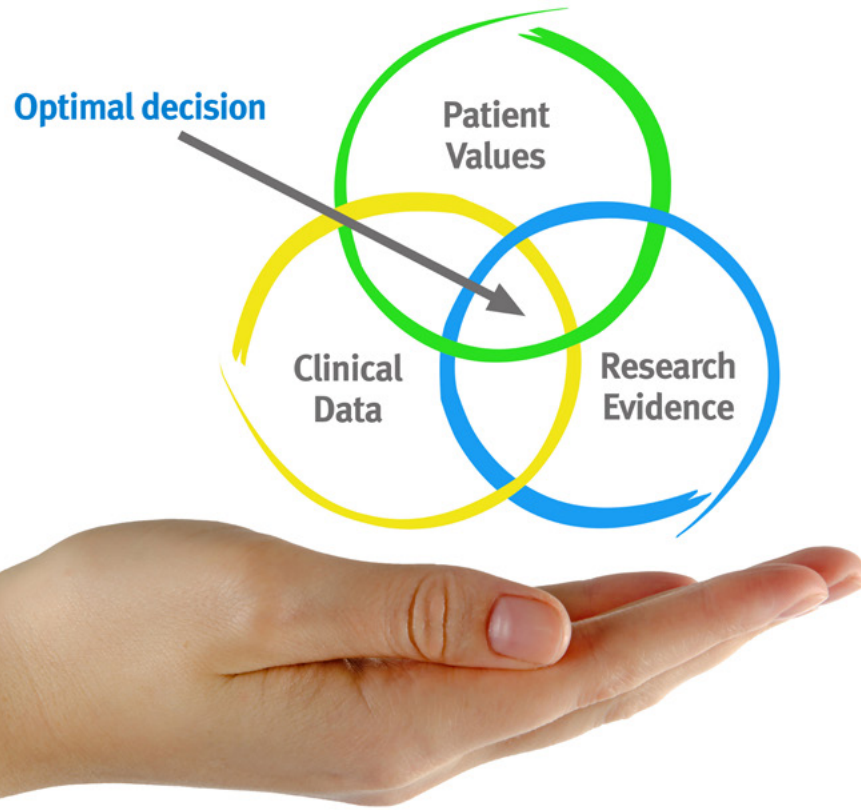 Optimal decision
Patient
Values
Clinical
Data
Research
Evidence